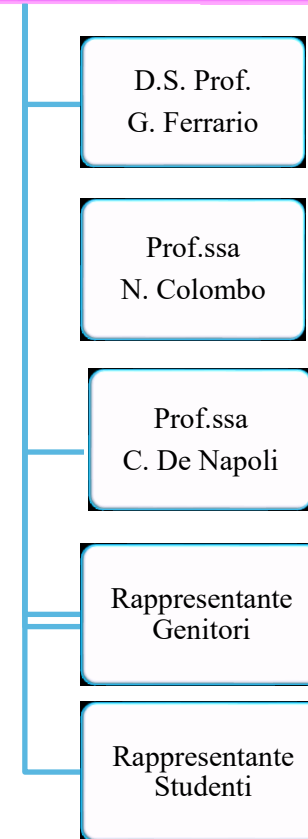 D.S. Prof.
G. Ferrario
Prof.ssa
N. Colombo
Prof.ssa
C. De Napoli
Rappresentante
Genitori
Rappresentante
Studenti